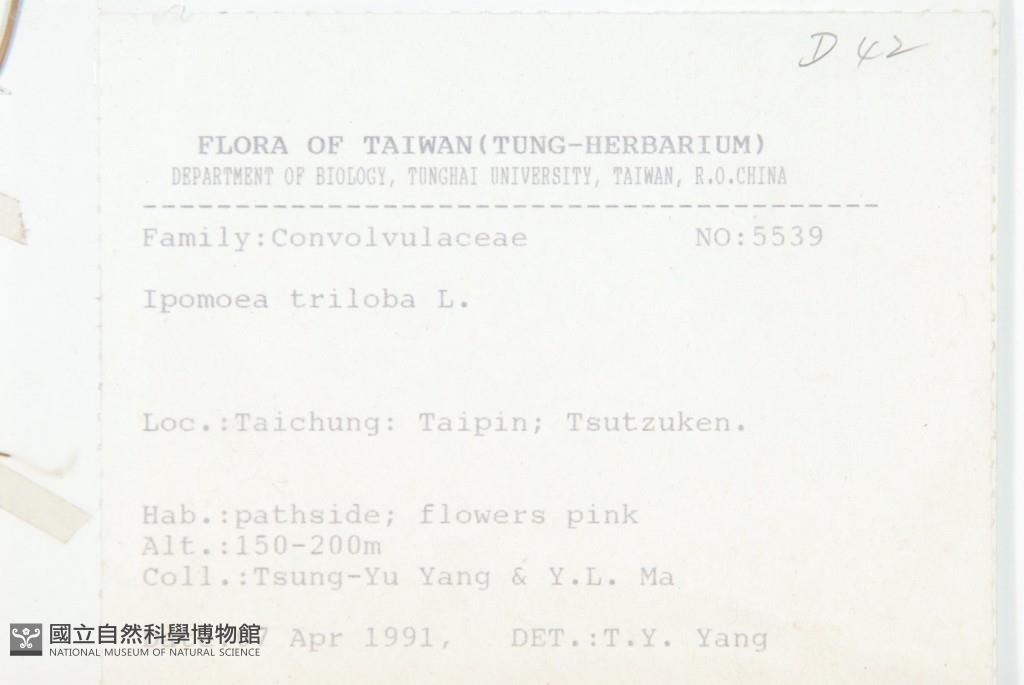 D 42
FLORA OF TAIWAN(TUNG-HERBARIUM)
DEPARTMENT OF BIOLOGY, TUNGHAI UNIVERSITY, TAIWAN, R.O.CHINA
Family:Convolvulaceae NO:5539
Ipomoea triloba L.
Loc.:Taichung: Taipin; Tsutzuken.
Hab.:pathside; flowers pink
Alt.:150-200m
Coll.:Tsung-Yu Yang & Y.L. Ma
Apr 1991, DET.:T.Y. Yang
國立自然科學博物館
NATIONAL MUSEUM OF NATURAL SCIENCE